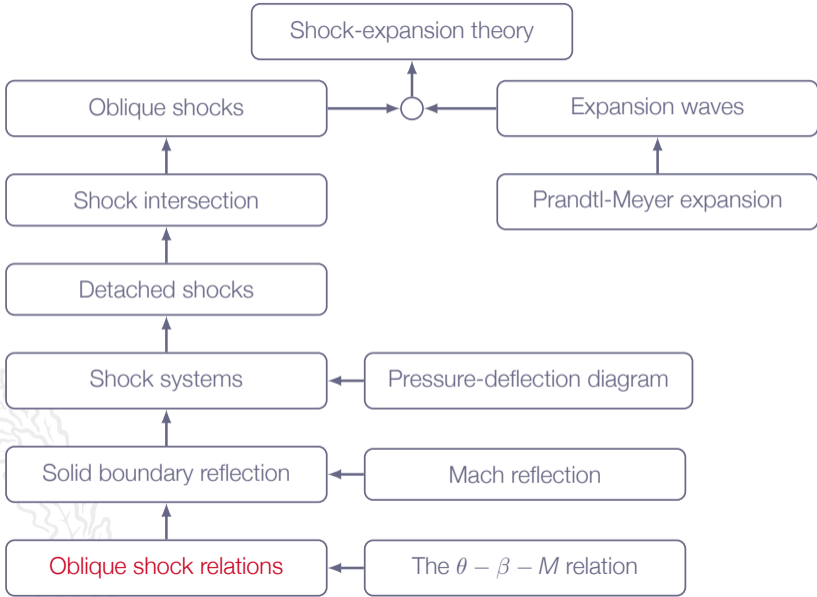 Shock-expansion theory
Oblique shocks
Expansion waves
Shock intersection
Prandtl-Meyer expansion
Detached shocks
Shock systems
Pressure-deflection diagram
Solid boundary reflection
Mach reflection
Oblique shock relations
The θ − β − M relation